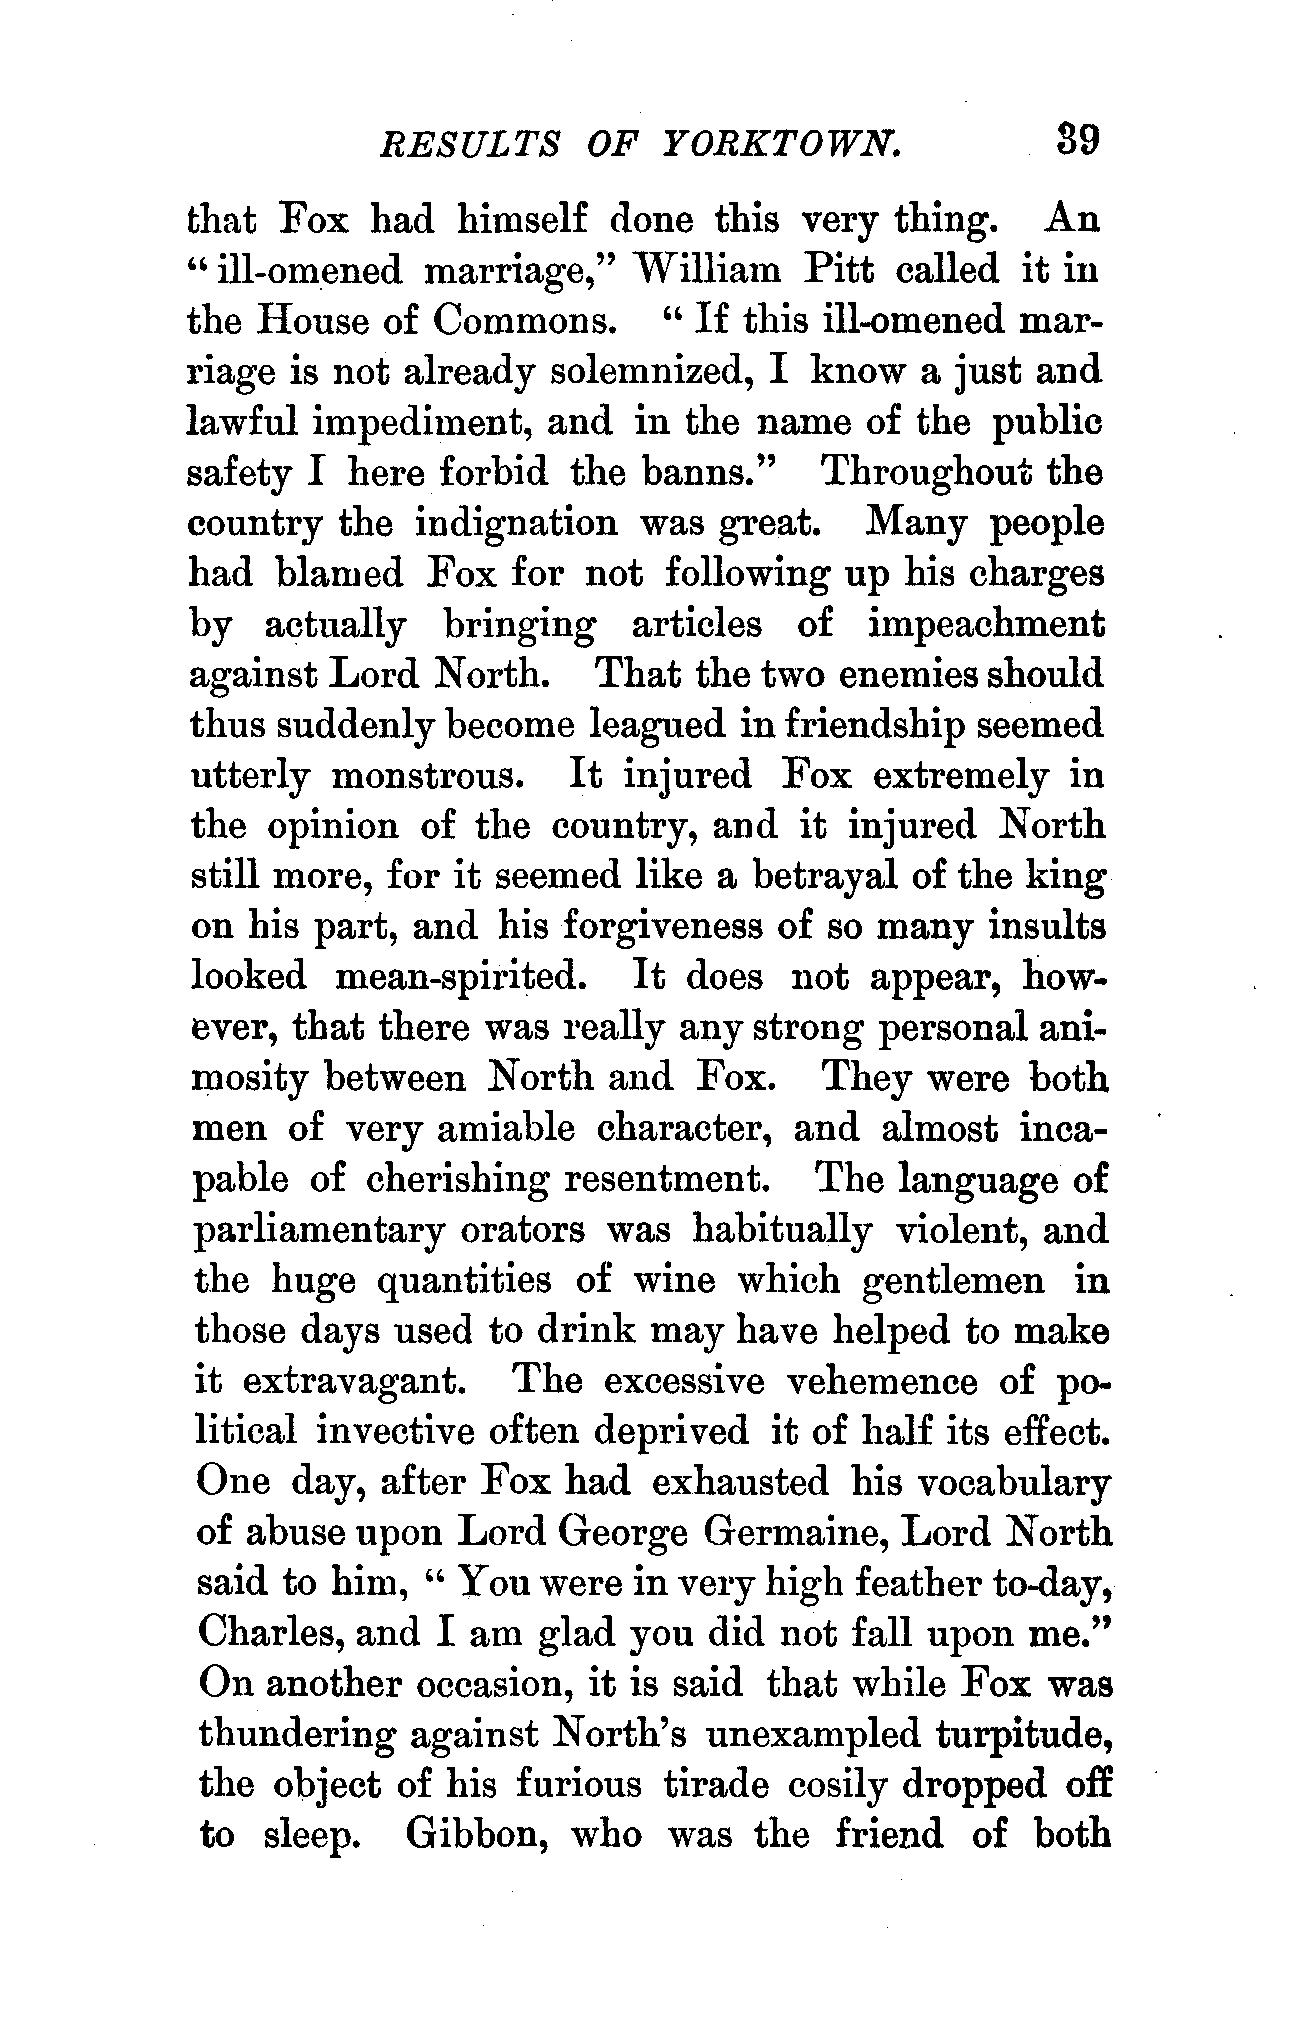 RESULTS OF YORKTOWN. 39
that Fox had himself done this very thing. An
“ ill-omened marriage,” William Pitt called it in
the House of Commons. “ If this ill-omened mar-
riage is not already solemnized, I know a just and
lawful impediment, and in the name of the public
safety I here forbid the banns.” Throughout the
country the indignation was great. Many people
had blamed Fox for not following up his charges
by actually bringing articles of impeachment
against Lord North. That the two enemies should
thus suddenly become leagued in friendship seemed
utterly monstrous. It injured Fox extremely in
the opinion of the country, and it injured North
still more, for it seemed like a betrayal of the king
on his part, and his forgiveness of so many insults
looked mean-spirited. It does not appear, how-
ever, that there was really any strong personal ani-
mosity between North and Fox. They were both
men of very amiable character, and almost inca-
pable of cherishing resentment. The language of
parliamentary orators was habitually violent, and
the huge quantities of wine which gentlemen in
those days used to drink may have helped to make
it extravagant. The excessive vehemence of po-
litical invective often deprived it of half its effect.
One day, after Fox had exhausted his vocabulary
of abuse upon Lord George Germaine, Lord North
said to him, “ You were in very high feather to-day,
Charles, and I am glad you did not fall upon me.”
On another occasion, it is said that while Fox was
thundering against North’s unexampled turpitude,
the object of his furious tirade cosily dropped off
to sleep. Gibbon, who was the friend of both